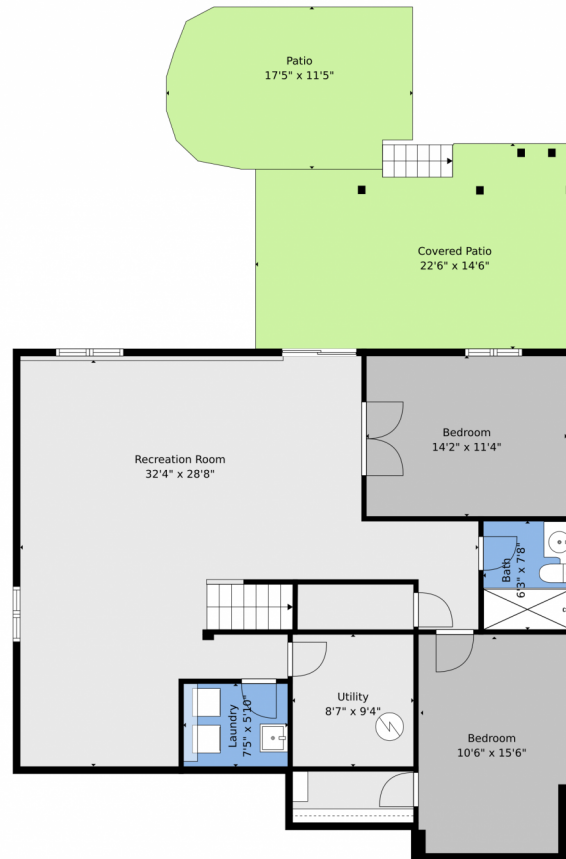 Patio
17'5" x 11'5"
Covered Patio
22'6" x 14'6"
Bedroom
14'2" x 11'4"
Recreation Room
32'4" x 28'8"
Bath
6'3" x 7'8"
Utility
8'7" x 9'4"
Laundry
7'5" x 5'10"
Bedroom
10'6" x 15'6"